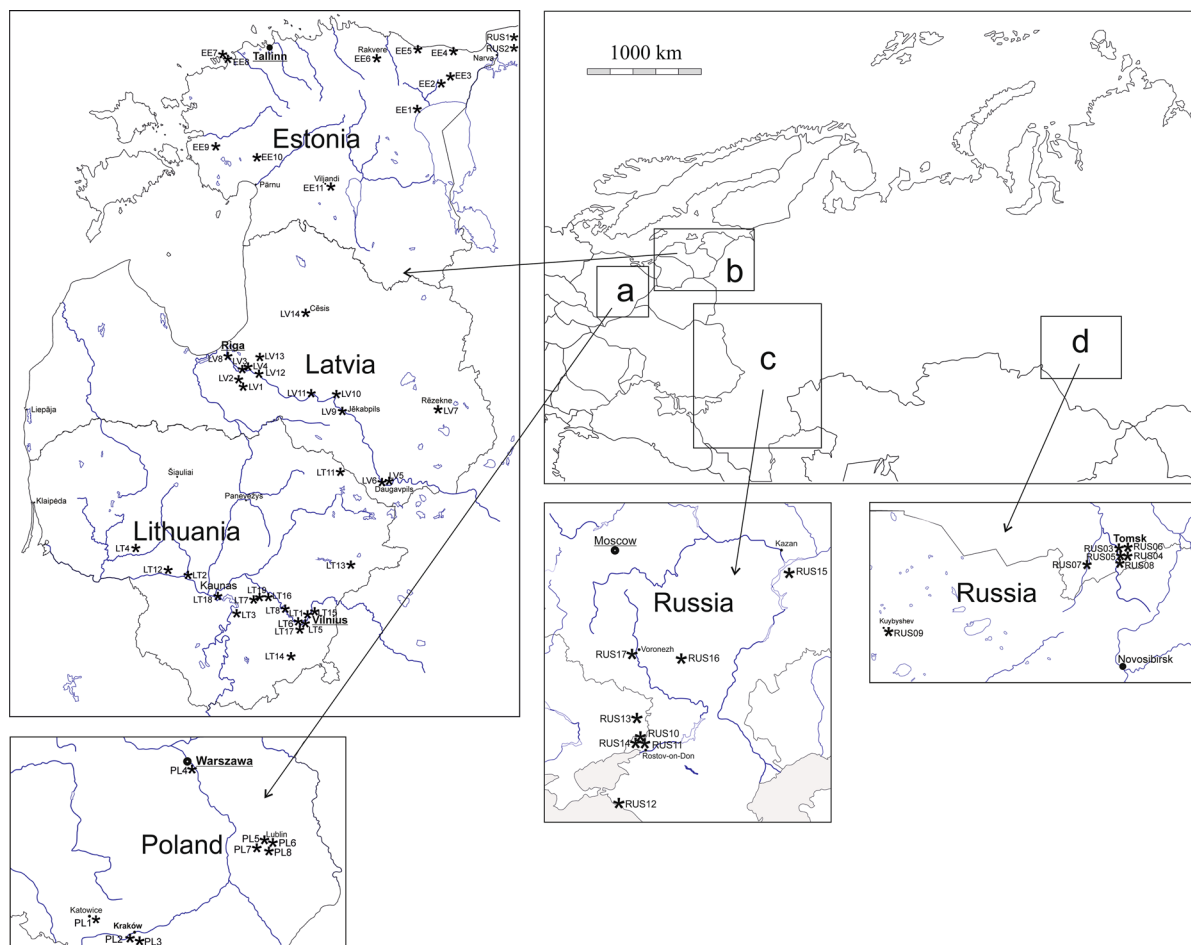 EE7
EE8
Tallinn
Rakvere
EE6
EE5
EE4
RUS1
RUS2
Narva
EE3
EE2
EE1
Estonia
EE9
EE10
Pärnu
Viljandi
EE11
Cēsis
LV14
Riga
LV8
LV3
LV13
LV4
LV12
LV2
LV1
Latvia
LV11
LV10
LV9
Jēkabpils
Rēzekne
LV7
Liepāja
LV5
LV6
Daugavpils
LT11
Šiauliai
Panevėžys
Klaipėda
Lithuania
LT4
LT12
LT2
Kaunas
LT18
LT19
LT7
LT16
LT3
LT13
LT8
LT1
LT15
LT6
Vilnius
LT17
LT5
LT14
1000 km
a
b
c
d
Warszawa
PL4
Poland
PL5
Lublin
PL6
PL7
PL8
Katowice
PL1
Kraków
PL2
PL3
Moscow
Kazan
RUS15
Russia
Voronezh
RUS17
RUS16
RUS13
RUS10
RUS14
RUS11
Rostov-on-Don
RUS12
Tomsk
RUS03
RUS06
RUS05
RUS04
RUS07
RUS08
Russia
Kuybyshev
RUS09
Novosibirsk